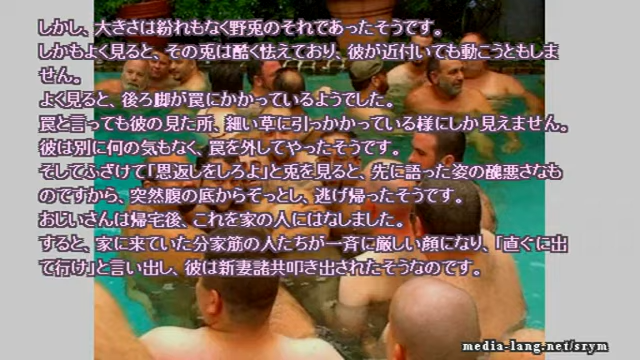 しかし、大きさは紛れもなく野兎のそれであったそうです。
しかもよく見ると、その兎は酷く怯えており、彼が近付いても動こうともしま
せん。
よく見ると、後ろ脚が罠にかかっているようでした。
罠と言っても彼の見た所、細い草に引っかかっている様にしか見えません。
彼は別に何の気もなく、罠を外してやったそうです。
そしてふざけて「恩返しをしろよ」と兎を見ると、先に語った姿の醜悪さなも
のですから、突然腹の底からぞっとし、逃げ帰ったそうです。
おじいさんは帰宅後、これを家の人にはなしました。
すると、家に来ていた分家筋の人たちが一斉に厳しい顔になり、「直ぐに出
て行け」と言い出し、彼は新妻諸共叩き出されたそうなのです。
media-lang.net/srym